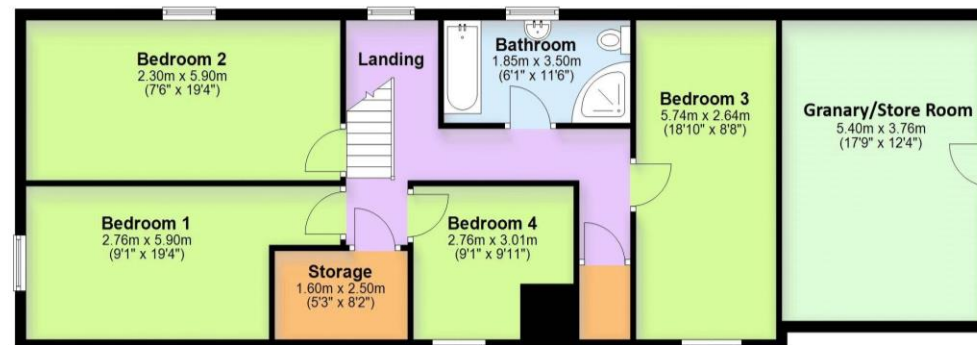 Bedroom 2
2.30m x 5.90m
(7'6" x 19'4")
Landing
Bathroom
1.85m x 3.50m
(6'1" x 11'6")
Bedroom 3
5.74m x 2.64m
(18'10" x 8'8")
Granary/Store Room
5.40m x 3.76m
(17'9" x 12'4")
Bedroom 1
2.76m x 5.90m
(9'1" x 19'4")
Storage
1.60m x 2.50m
(5'3" x 8'2")
Bedroom 4
2.76m x 3.01m
(9'1" x 9'11")